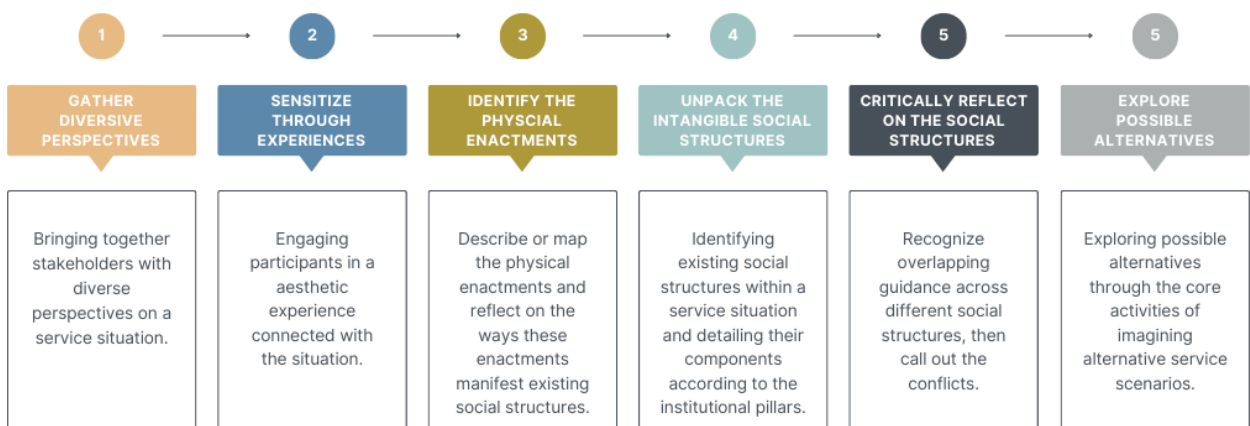 1
2
3
4
5
5
GATHER
DIVERSIVE
PERSPECTIVES
SENSITIZE
THROUGH
EXPERIENCES
IDENTIFY THE
PHYSCIAL
ENACTMENTS
UNPACK THE
INTANGIBLE SOCIAL
STRUCTURES
CRITICALLY REFLECT
ON THE SOCIAL
STRUCTURES
EXPLORE
POSSIBLE
ALTERNATIVES
Bringing together
stakeholders with
diverse
perspectives on a
service situation.
Engaging
participants in a
aesthetic
experience
connected with
the situation.
Describe or map
the physical
enactments and
reflect on the
ways these
enactments
manifest existing
social structures.
Identifying
existing social
structures within a
service situation
and detailing their
components
according to the
institutional pillars.
Recognize
overlapping
guidance across
different social
structures, then
call out the
conflicts.
Exploring possible
alternatives
through the core
activities of
imagining
alternative service
scenarios.